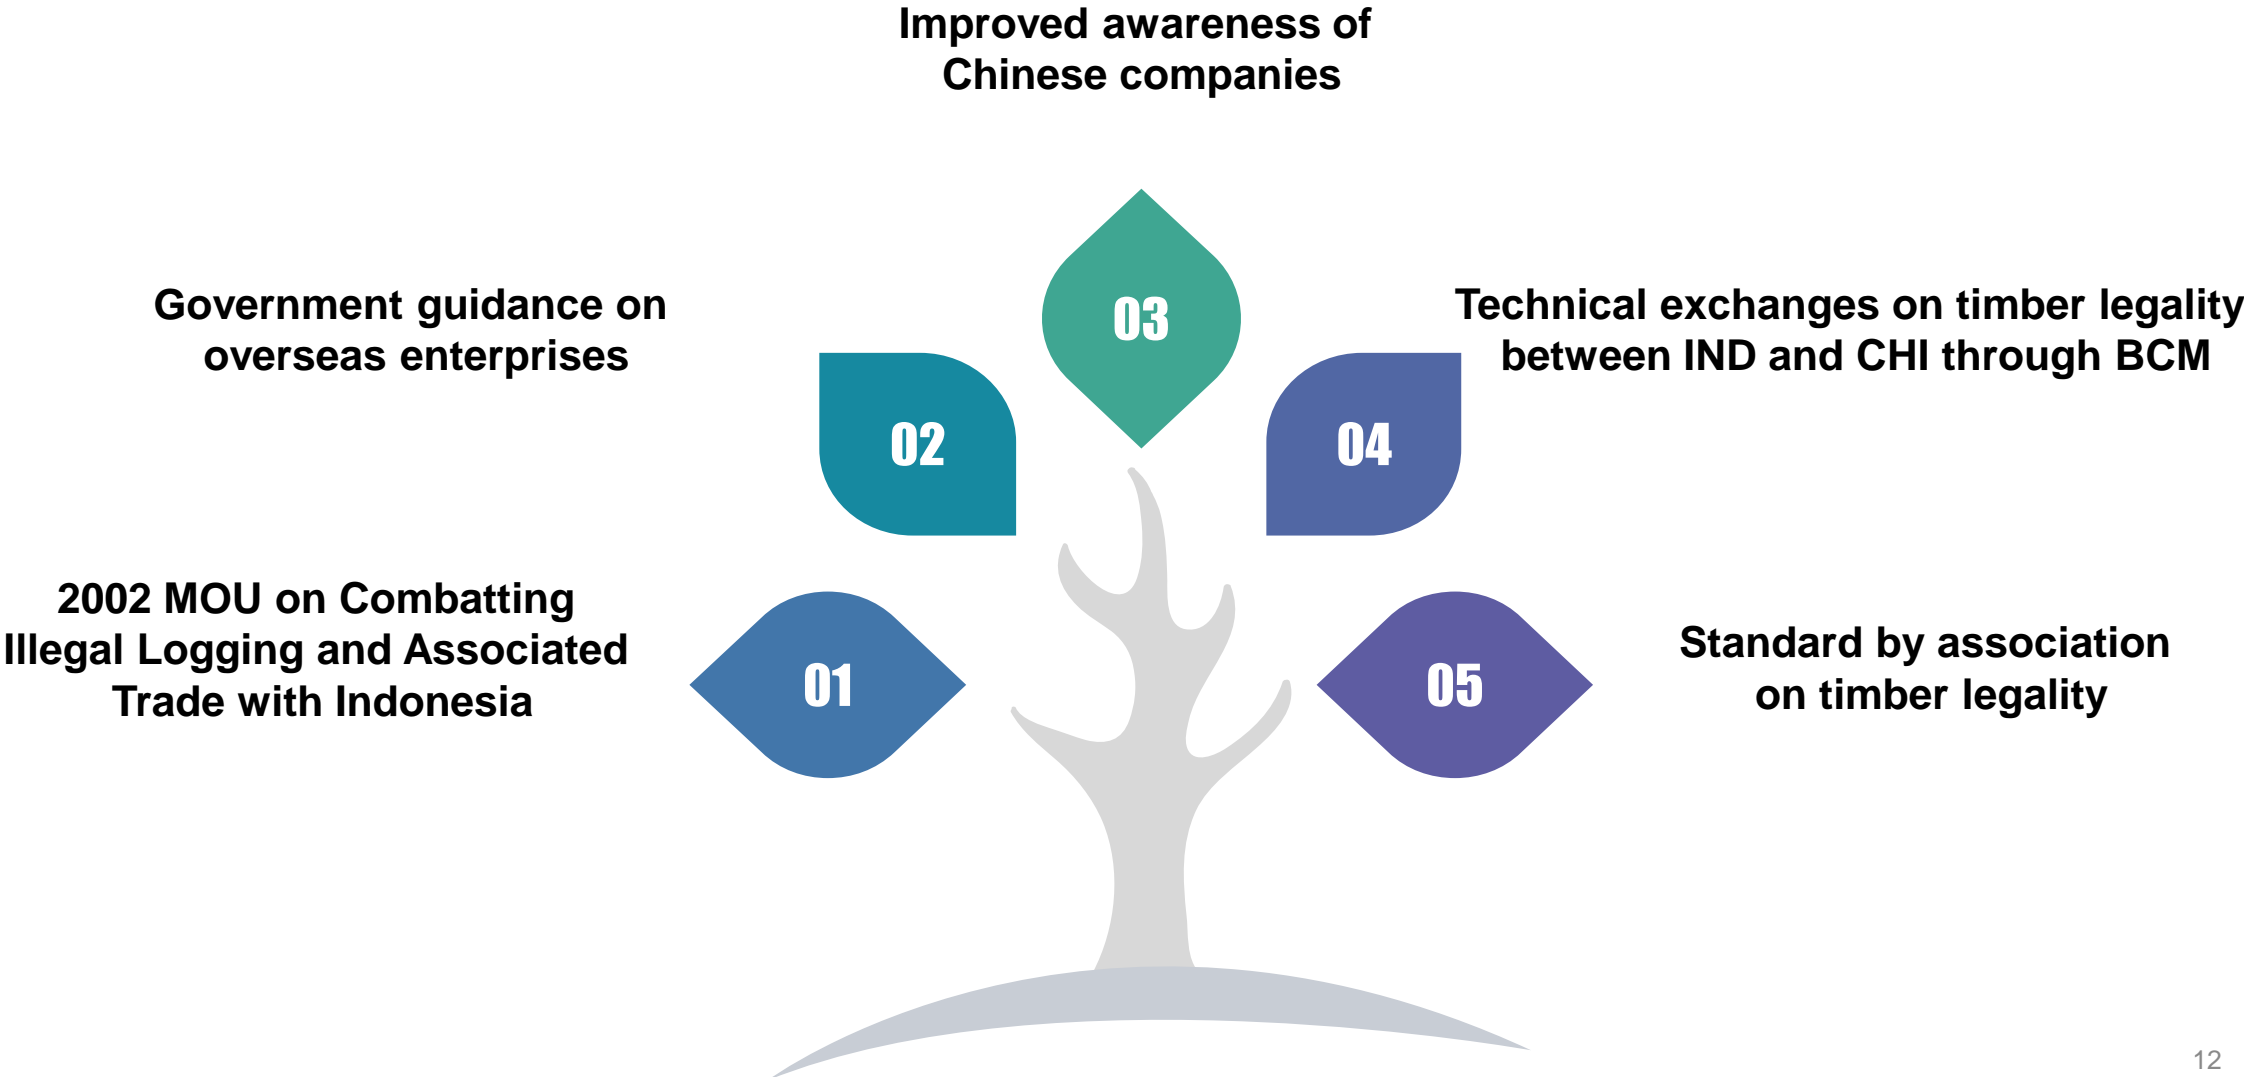 Improved awareness of
Chinese companies
03
Government guidance on
overseas enterprises
02
Technical exchanges on timber legality
between IND and CHI through BCM
04
2002 MOU on Combatting
Illegal Logging and Associated
Trade with Indonesia
01
05
Standard by association
on timber legality
12